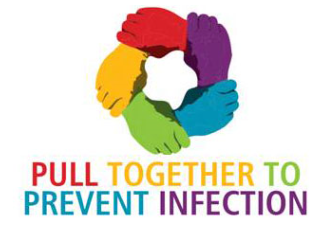 PULL TOGETHER TO
PREVENT INFECTION